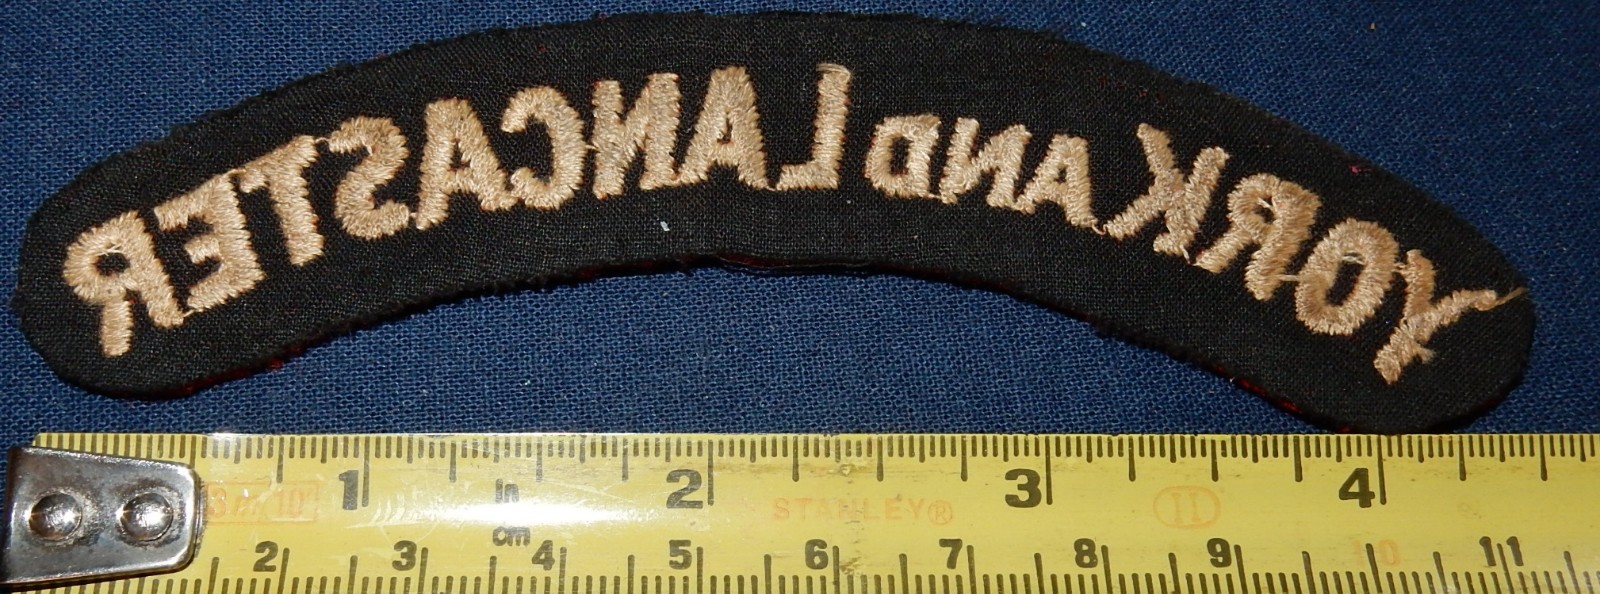 YORK AND LANCASTER
1 in 2 STANLEY® 3 II 4
2 3 cm 4 5 6 7 8 9 10 11